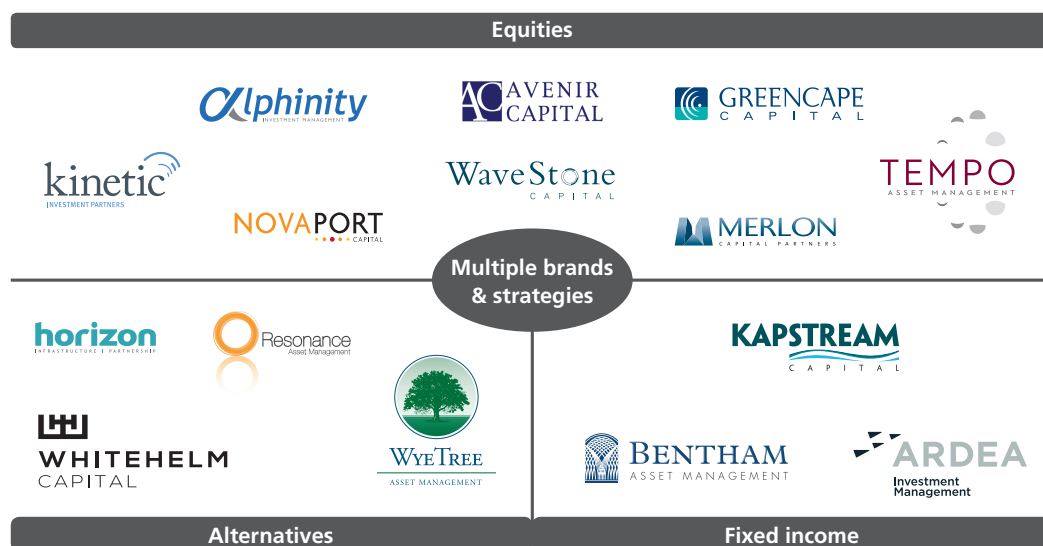 Equities
αlphinity
INVESTMENT MANAGEMENT
AC AVENIR
CAPITAL
GREENCAPE
CAPITAL
kinetic
INVESTMENT PARTNERS
WaveStone
CAPITAL
TEMPO
ASSET MANAGEMENT
NOVAPORT
CAPITAL
MERLON
CAPITAL PARTNERS
Multiple brands
& strategies
horizon
INFRASTRUCTURE | PARTNERSHIP
Resonance
Asset Management
KAPSTREAM
CAPITAL
WHITEHELM
CAPITAL
WYETREE
ASSET MANAGEMENT
BENTHAM
ASSET MANAGEMENT
ARDEA
Investment
Management
Alternatives
Fixed income